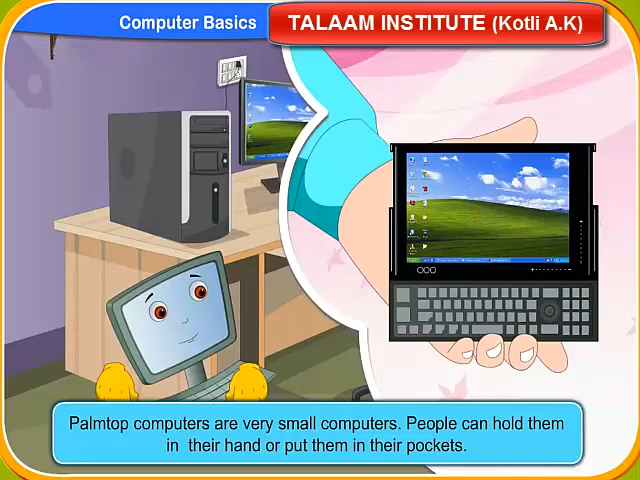 Computer Basics
TALAAM INSTITUTE (Kotli A.K)
Palmtop computers are very small computers. People can hold them
in their hand or put them in their pockets.